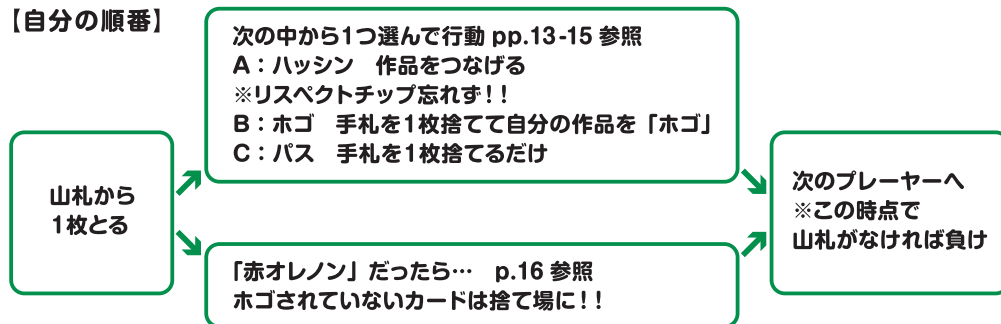 【自分の順番】
山札から
1枚とる
次の中から1つ選んで行動 pp.13-15 参照
A：ハッシン　作品をつなげる
※リスペクトチップ忘れず！！
B：ホゴ　手札を1枚捨てて自分の作品を「ホゴ」
C：パス　手札を1枚捨てるだけ
「赤オレノン」だったら…　p.16 参照
ホゴされていないカードは捨て場に！！
次のプレーヤーへ
※この時点で
山札がなければ負け